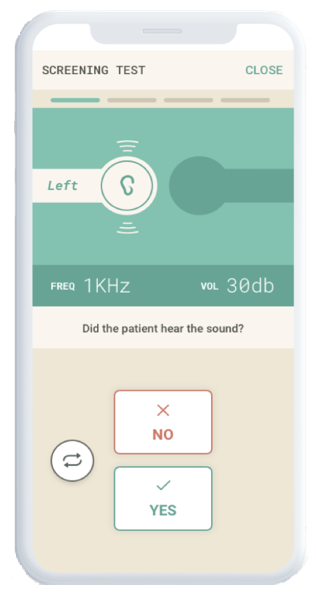 SCREENING TEST CLOSE
Left
FREQ 1KHz VOL 30db
Did the patient hear the sound?
NO
YES